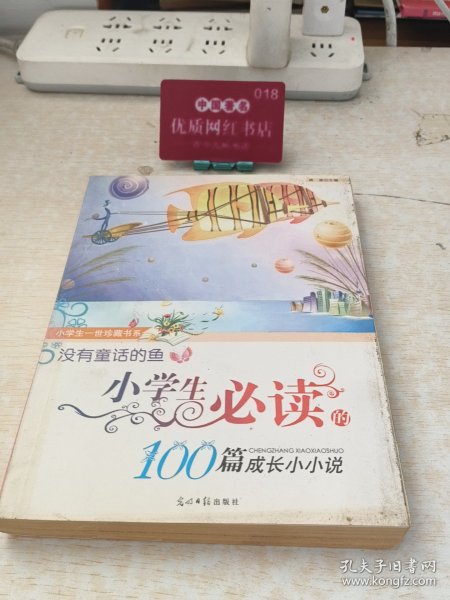 018
中国书店
优质网红书店
小学生一世珍藏书系
没有童话的鱼
小学生必读的
100篇成长小小说
CHENGZHANG XIAOXIAOSHUO
光明日报出版社
孔夫子旧书网
www.kongfz.com